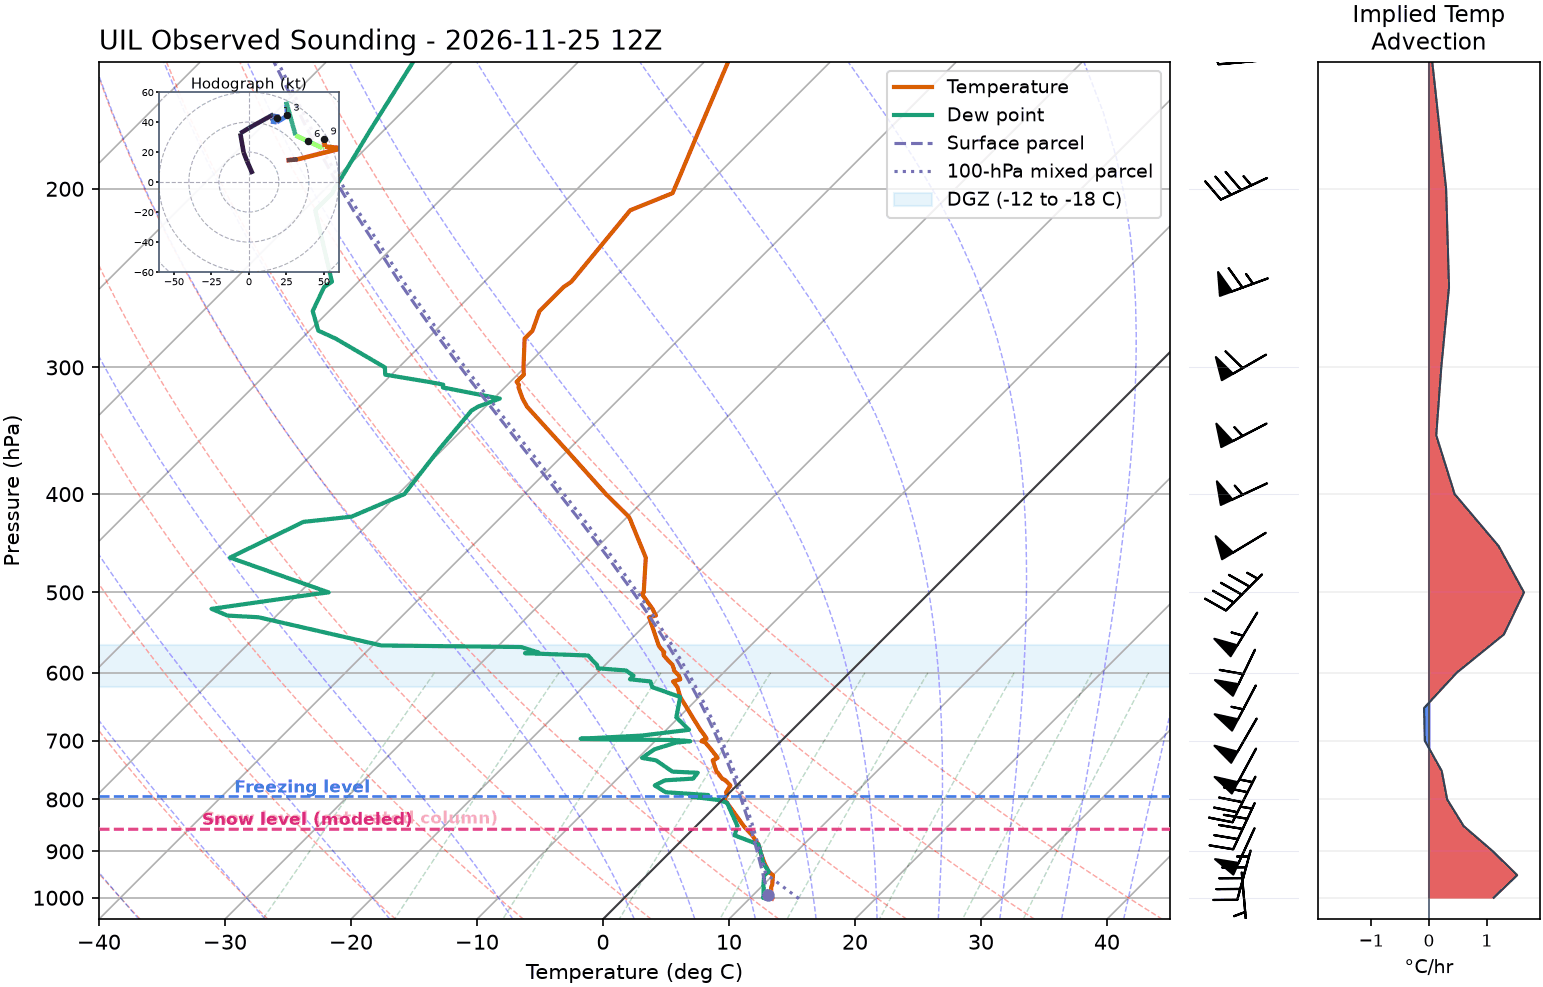 Implied Temp
Advection
UIL Observed Sounding - 2026-11-25 12Z
Hodograph (kt)
60
40
20
0
−20
−40
−60
−50
−25
0
25
50
1
3
6
9
Temperature
Dew point
Surface parcel
100-hPa mixed parcel
DGZ (-12 to -18 C)
200
300
400
500
600
700
800
900
1000
Pressure (hPa)
Freezing level
Snow level (modeled)
column)
−40
−30
−20
−10
0
10
20
30
40
Temperature (deg C)
−1
0
1
°C/hr